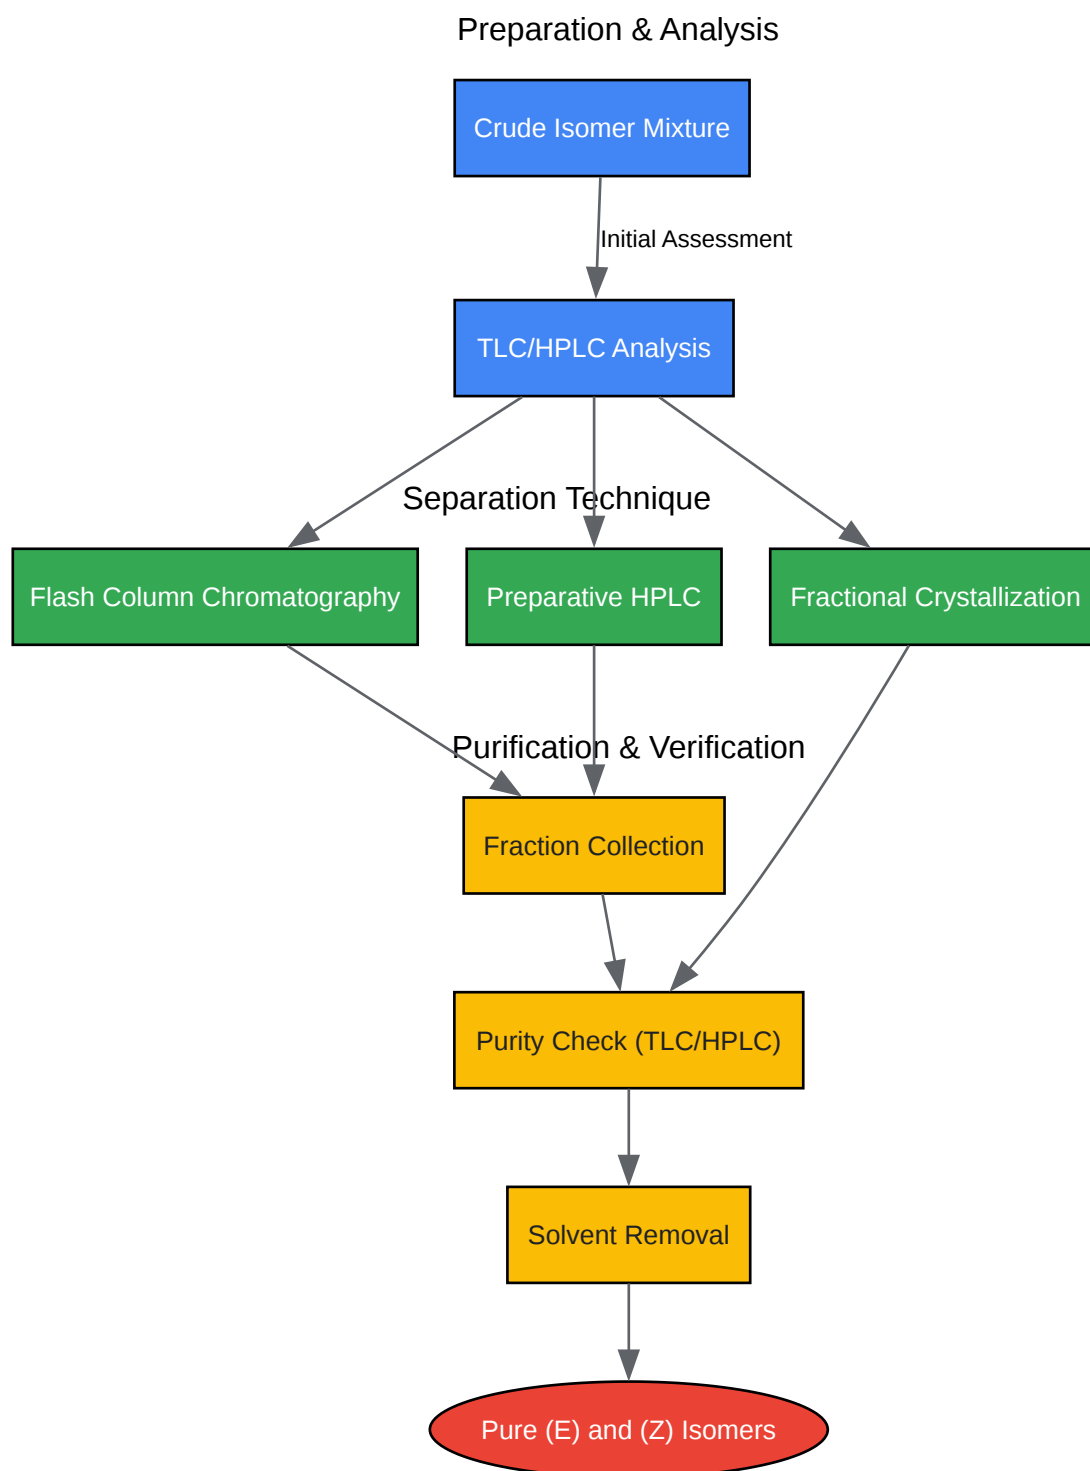 Preparation & Analysis
Crude Isomer Mixture
Initial Assessment
TLC/HPLC Analysis
Separation Technique
Flash Column Chromatography
Preparative HPLC
Fractional Crystallization
Purification & Verification
Fraction Collection
Purity Check (TLC/HPLC)
Solvent Removal
Pure (E) and (Z) Isomers